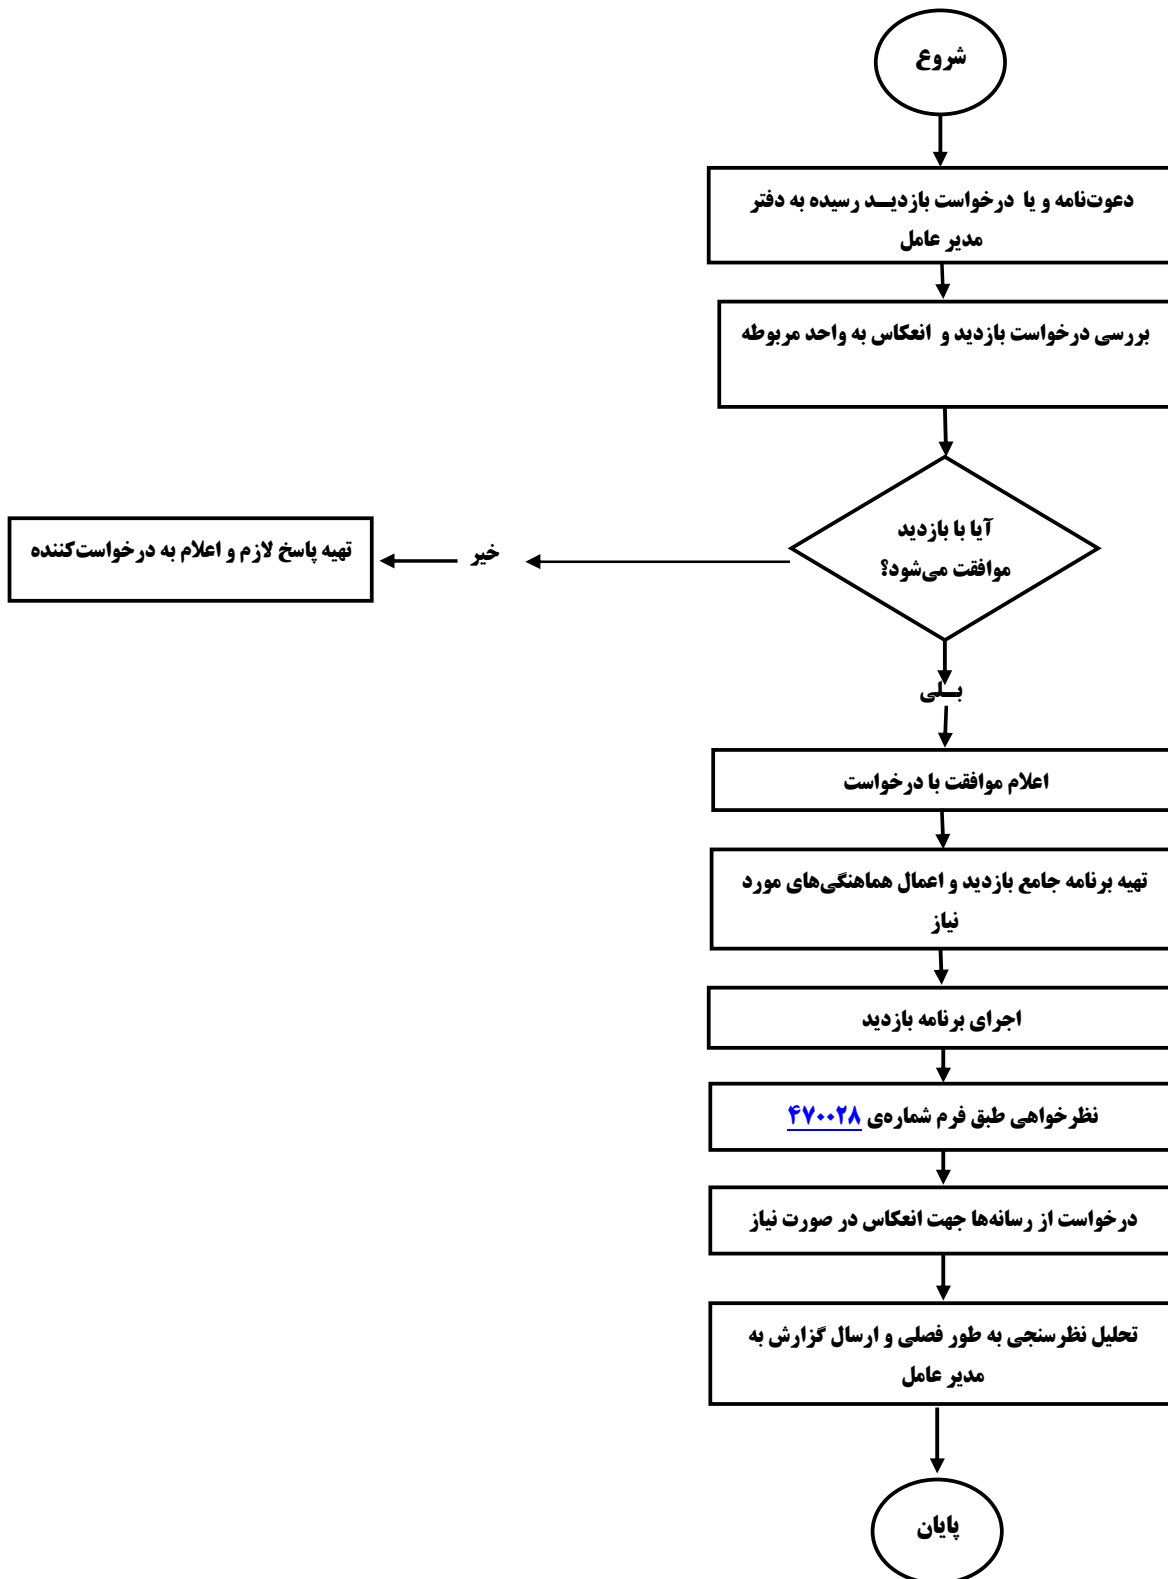 شروع
دعوت‌نامه و یا درخواست بازدیــد رسیده به دفتر
مدیر عامل
بررسی درخواست بازدید و انعکاس به واحد مربوطه
آیا با بازدید
موافقت می‌شود؟
خیر
تهیه پاسخ لازم و اعلام به درخواست‌کننده
بــلی
اعلام موافقت با درخواست
تهیه برنامه جامع بازدید و اعمال هماهنگی‌های مورد
نیاز
اجرای برنامه بازدید
نظرخواهی طبق فرم شماره‌ی ۴۷۰۰۲۸
درخواست از رسانه‌ها جهت انعکاس در صورت نیاز
تحلیل نظرسنجی به طور فصلی و ارسال گزارش به
مدیر عامل
پایان